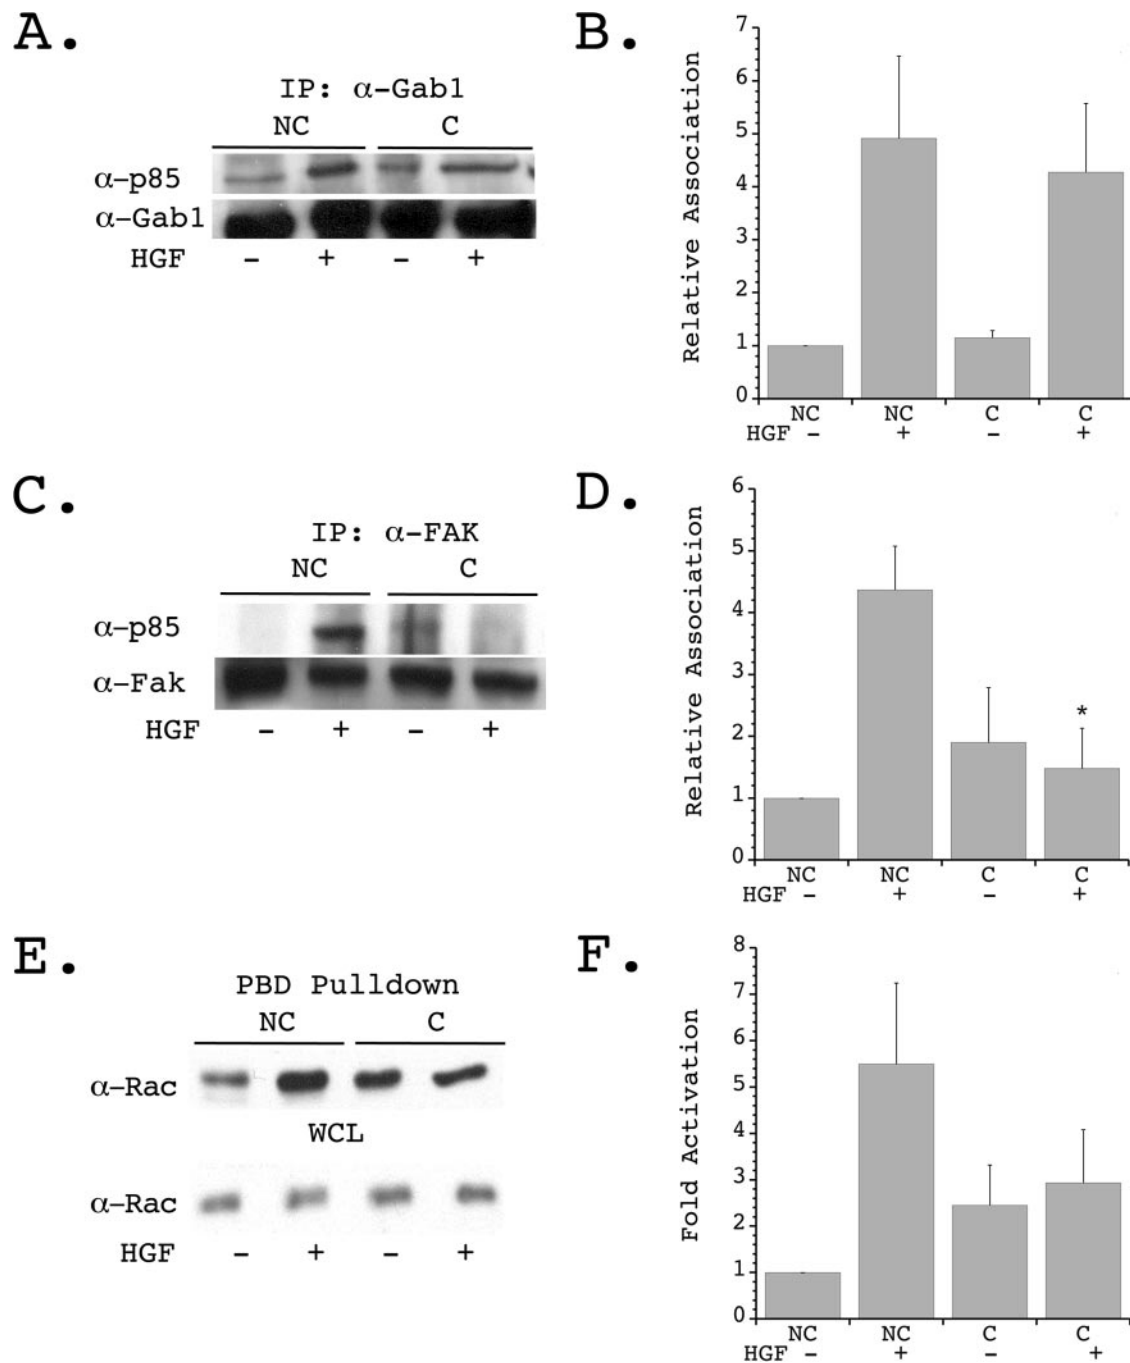 A.
IP: α-Gab1
NC C
α-p85
α-Gab1
HGF - + - +
B.
Relative Association
7
6
5
4
3
2
1
0
NC NC C C
HGF - + - +
C.
IP: α-FAK
NC C
α-p85
α-Fak
HGF - + - +
D.
Relative Association
6
5
4
3
2
1
0
*
NC NC C C
HGF - + - +
E.
PBD Pulldown
NC C
α-Rac
WCL
α-Rac
HGF - + - +
F.
Fold Activation
8
7
6
5
4
3
2
1
0
NC NC C C
HGF - + - +